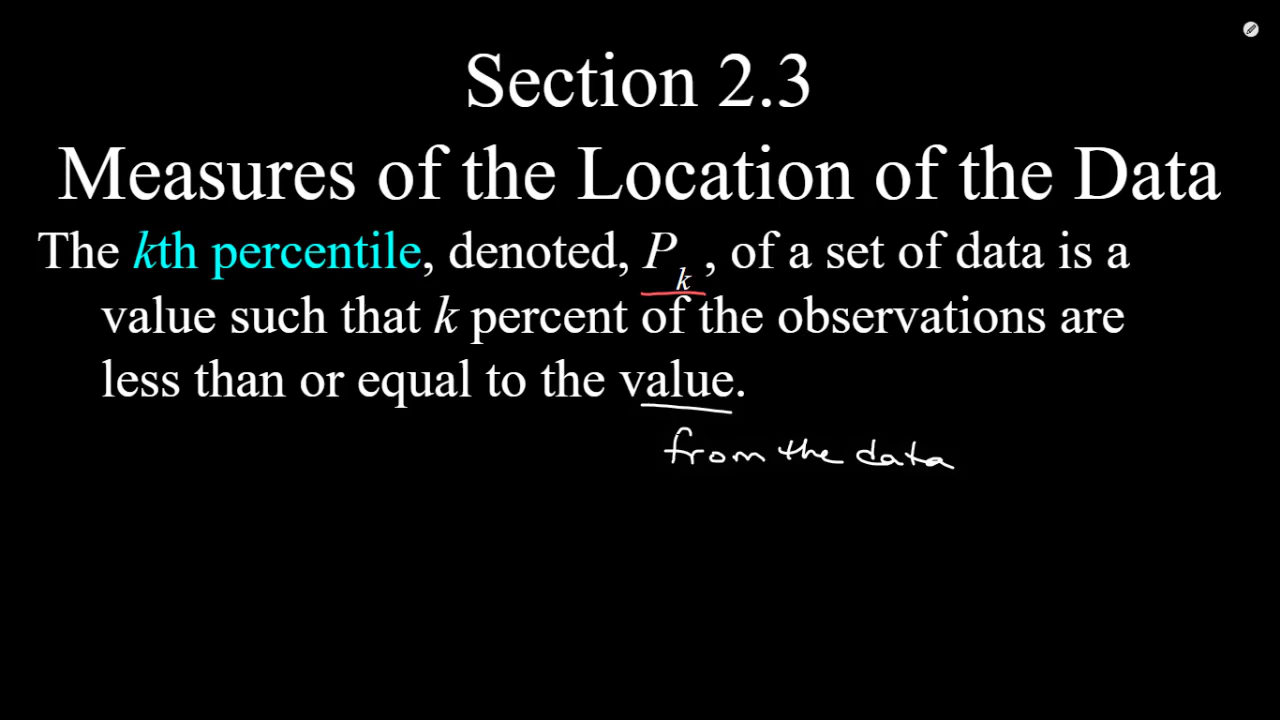 Section 2.3
Measures of the Location of the Data
The kth percentile, denoted, Pk , of a set of data is a
value such that k percent of the observations are
less than or equal to the value.
from the data